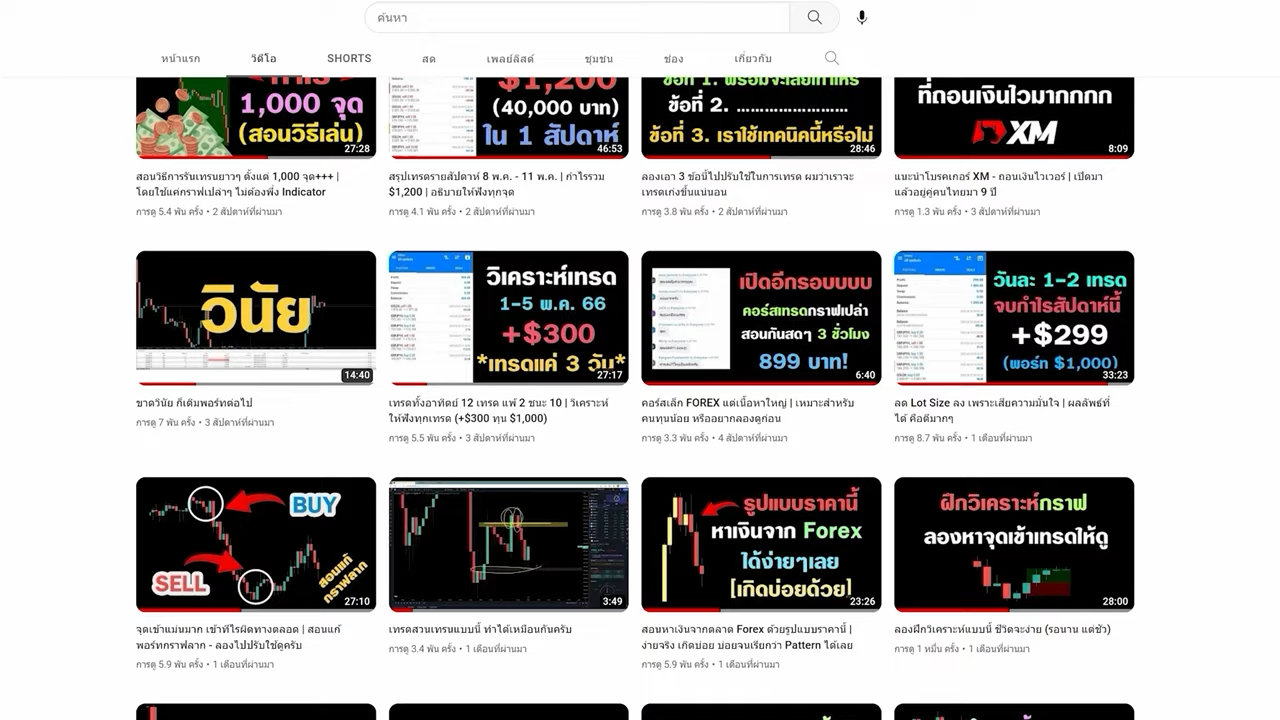 ค้นหา
หน้าแรก
วิดีโอ
SHORTS
สด
เพลย์ลิสต์
ชุมชน
ช่อง
เกี่ยวกับ
1,000 จุด
(สอนวิธีเล่น)
27:28
$1,200
(40,000 บาท)
ใน 1 สัปดาห์
46:53
ข้อที่ 1. พร้อมจะเสียเท่าไหร่
ข้อที่ 2. ........................
ข้อที่ 3. เราใช้เทคนิคนี้หรือไม่
28:46
ที่ถอนเงินไวมากกกก
XM
8:09
สอนวิธีการรันเทรนยาวๆ ตั้งแต่ 1,000 จุด+++ |
โดยใช้แค่กราฟเปล่าๆ ไม่ต้องพึ่ง Indicator
การดู 5.4 พัน ครั้ง • 2 สัปดาห์ที่ผ่านมา
สรุปเทรดรายสัปดาห์ 8 พ.ค. - 11 พ.ค. | กำไรรวม
$1,200 | อธิบายให้ฟังทุกจุด
การดู 4.1 พัน ครั้ง • 2 สัปดาห์ที่ผ่านมา
ลองเอา 3 ข้อนี้ไปปรับใช้ในการเทรด ผมว่าเราจะ
เทรดเก่งขึ้นแน่นอน
การดู 3.8 พัน ครั้ง • 2 สัปดาห์ที่ผ่านมา
แนะนำโบรคเกอร์ XM - ถอนเงินไวเวอร์ | เปิดมา
แล้วอยู่คู่คนไทยมา 9 ปี
การดู 1.3 พัน ครั้ง • 3 สัปดาห์ที่ผ่านมา
วินัย
14:40
วิเคราะห์เทรด
1-5 พ.ค. 66
+$300
*เทรดแค่ 3 วัน*
27:17
เปิดอีกรอบบบบ
คอร์สเทรดกราฟเปล่า
สอนกันสดๆ 3 ชั่วโมง
899 บาท!
6:40
วันละ 1-2 เทรด
จบกำไรสัปดาห์นี้
+$299
(พอร์ท $1,000)
33:23
ขาดวินัย ก็เติมพอร์ทต่อไป
การดู 7 พัน ครั้ง • 3 สัปดาห์ที่ผ่านมา
เทรดทั้งอาทิตย์ 12 เทรด แพ้ 2 ชนะ 10 | วิเคราะห์
ให้ฟังทุกเทรด (+$300 ทุน $1,000)
การดู 5.5 พัน ครั้ง • 3 สัปดาห์ที่ผ่านมา
คอร์สเล็ก FOREX แต่เนื้อหาใหญ่ | เหมาะสำหรับ
คนทุนน้อย หรืออยากลองดูก่อน
การดู 3.3 พัน ครั้ง • 4 สัปดาห์ที่ผ่านมา
ลด Lot Size ลง เพราะเสียความมั่นใจ | ผลลัพธ์ที่
ได้ คือดีมากๆ
การดู 8.7 พัน ครั้ง • 1 เดือนที่ผ่านมา
BUY
SELL
สอนแก้
กราฟลาก
27:10
3:49
รูปแบบราคานี้
หาเงินจาก Forex
ได้ง่ายๆเลย
[เกิดบ่อยด้วย]
23:26
ฝึกวิเคราะห์กราฟ
ลองหาจุดเข้าเทรดให้ดู
28:00
จุดเข้าแม่นมาก เข้าทีไรผิดทางตลอด | สอนแก้
พอร์ทกราฟลาก - ลองไปปรับใช้ดูครับ
การดู 5.9 พัน ครั้ง • 1 เดือนที่ผ่านมา
เทรดสวนเทรนแบบนี้ ทำได้เหมือนกันครับ
การดู 3.4 พัน ครั้ง • 1 เดือนที่ผ่านมา
สอนหาเงินจากตลาด Forex ด้วยรูปแบบราคานี้ |
ง่ายจริง เกิดบ่อย บ่อยจนเรียกว่า Pattern ได้เลย
การดู 5.9 พัน ครั้ง • 1 เดือนที่ผ่านมา
ลองฝึกวิเคราะห์แบบนี้ ชีวิตจะง่าย (รอนาน แต่ชัว)
การดู 1 หมื่น ครั้ง • 1 เดือนที่ผ่านมา